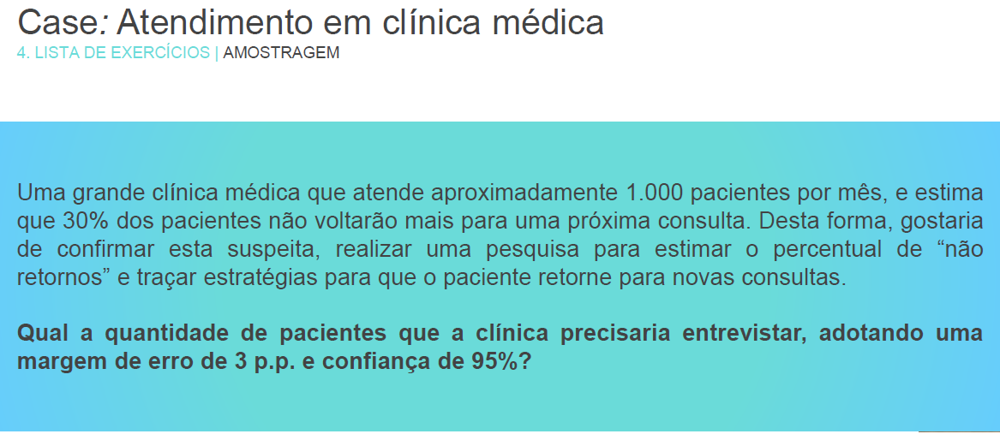 Case: Atendimento em clínica médica
4. LISTA DE EXERCÍCIOS | AMOSTRAGEM
Uma grande clínica médica que atende aproximadamente 1.000 pacientes por mês, e estima
que 30% dos pacientes não voltarão mais para uma próxima consulta. Desta forma, gostaria
de confirmar esta suspeita, realizar uma pesquisa para estimar o percentual de “não
retornos” e traçar estratégias para que o paciente retorne para novas consultas.
Qual a quantidade de pacientes que a clínica precisaria entrevistar, adotando uma
margem de erro de 3 p.p. e confiança de 95%?